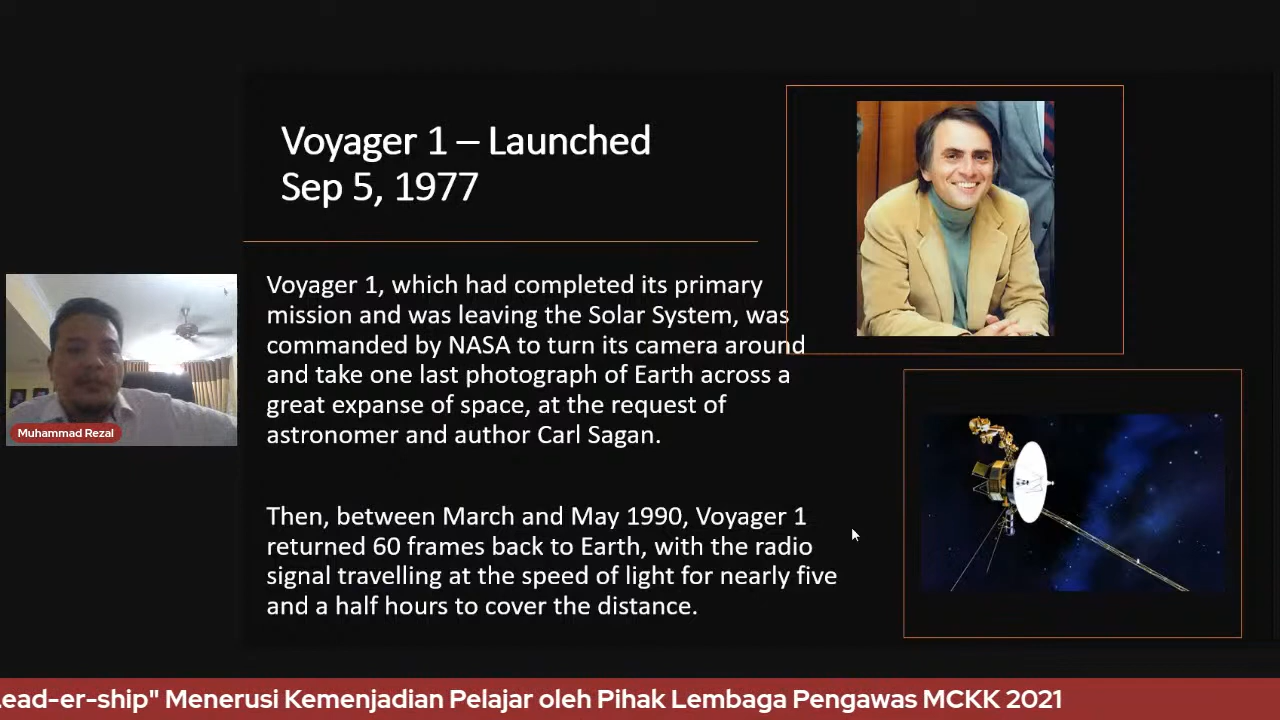 Voyager 1 – Launched
Sep 5, 1977
Voyager 1, which had completed its primary
mission and was leaving the Solar System, was
commanded by NASA to turn its camera around
and take one last photograph of Earth across a
great expanse of space, at the request of
astronomer and author Carl Sagan.
Then, between March and May 1990, Voyager 1
returned 60 frames back to Earth, with the radio
signal travelling at the speed of light for nearly five
and a half hours to cover the distance.
Muhammad Rezal
ead-er-ship" Menerusi Kemenjadian Pelajar oleh Pihak Lembaga Pengawas MCKK 2021